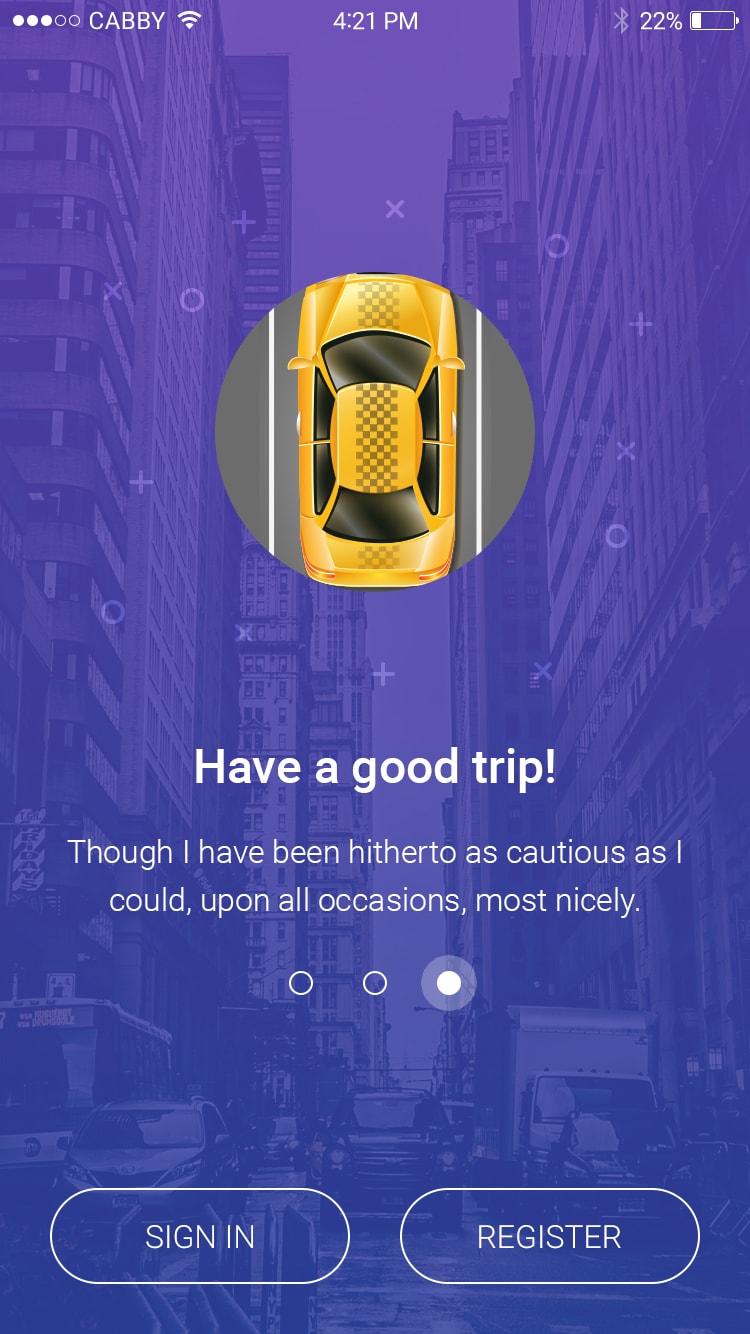 CABBY 4:21 PM 22%
Have a good trip!
Though I have been hitherto as cautious as I
could, upon all occasions, most nicely.
SIGN IN REGISTER